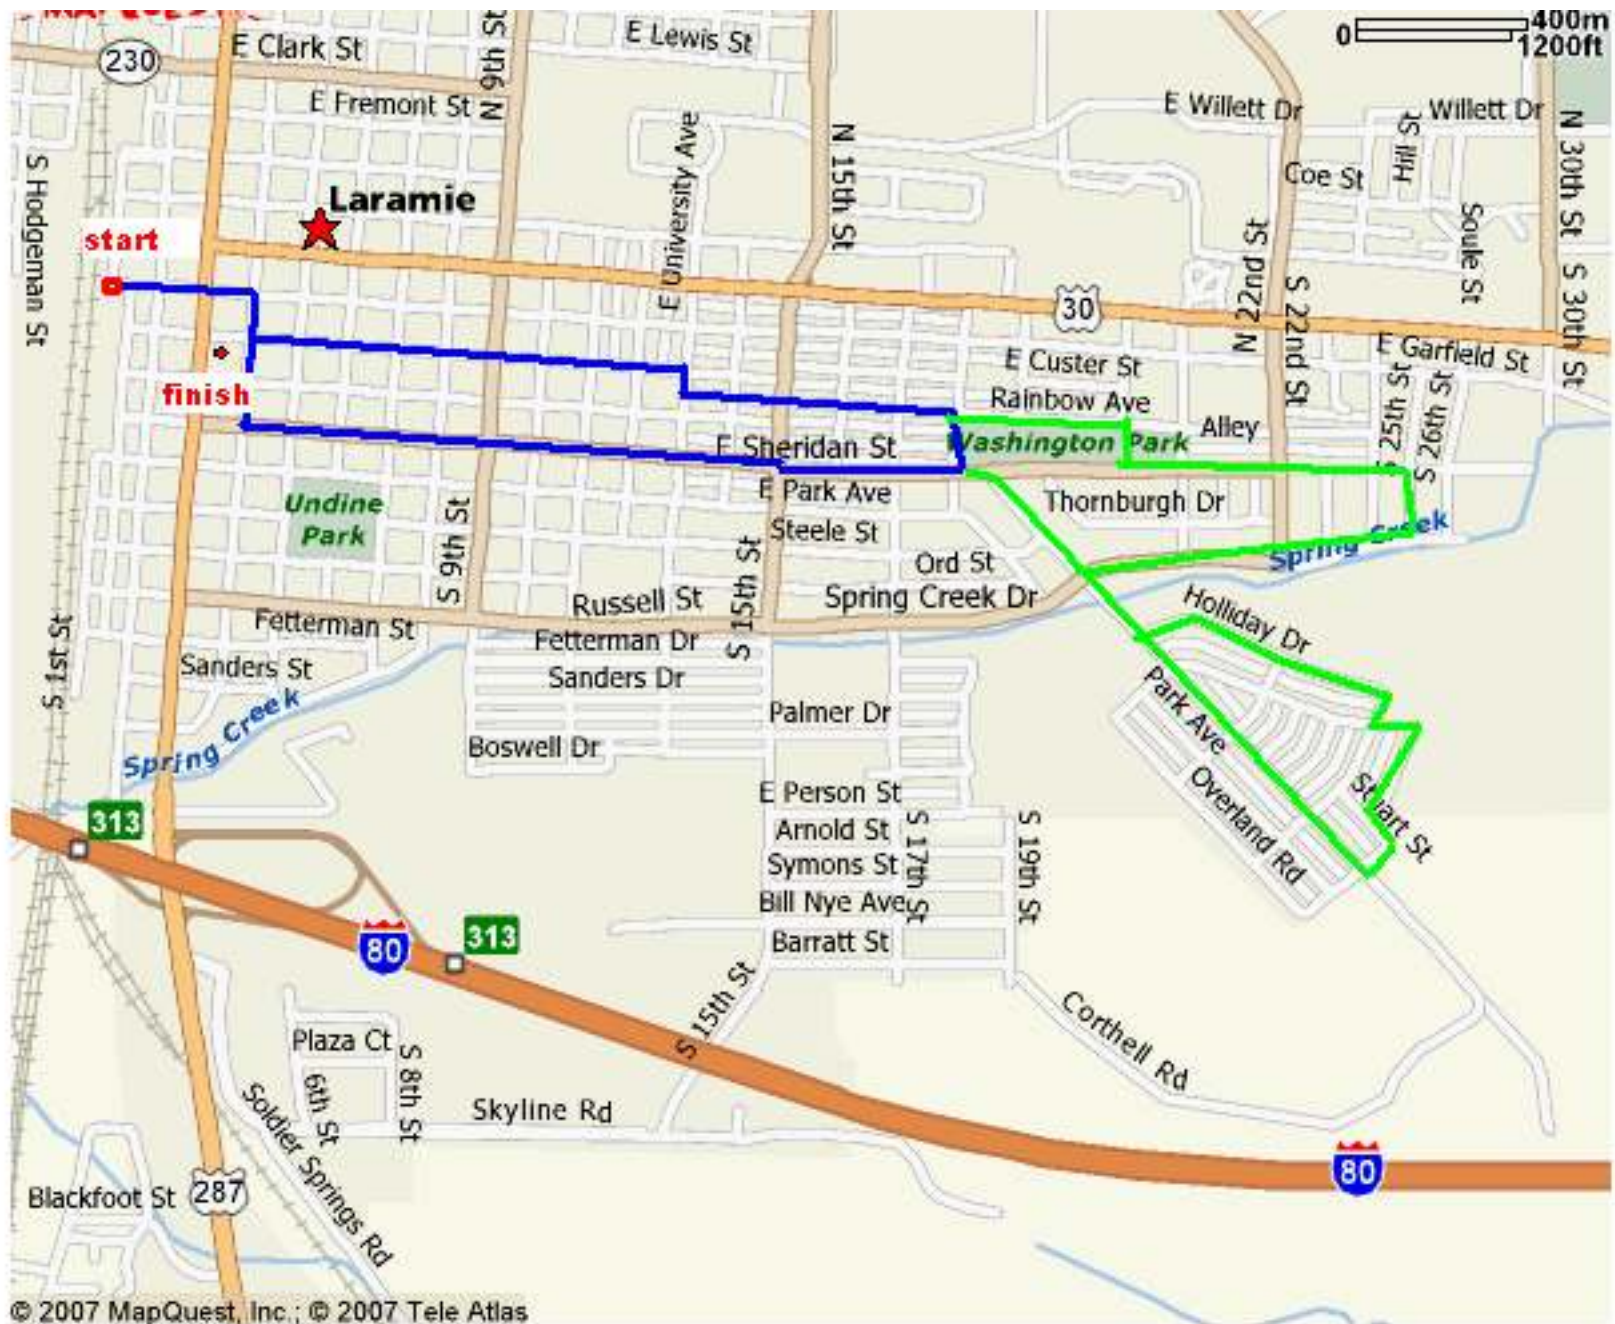 400m
0
1200ft
E Clark St
E Lewis St
230
N 9th St
E Fremont St
E Willett Dr
Willett Dr
N 30th St
Hill St
S Hodgeman St
E University Ave
N 15th St
Coe St
Laramie
start
Soule St
N 22nd St
S 22nd St
S 30th St
30
E Garfield St
E Custer St
finish
Rainbow Ave
S 25th St
S 26th St
Alley
E Sheridan St
Washington Park
E Park Ave
Thornburgh Dr
Undine
Park
Steele St
S 9th St
S 15th St
Ord St
Spring Creek
Russell St
Spring Creek Dr
Holliday Dr
Fetterman St
Fetterman Dr
S 1st St
Sanders St
Sanders Dr
Park Ave
Palmer Dr
Spring Creek
Boswell Dr
E Person St
Overland Rd
Stuart St
313
Arnold St
S 17th St
S 19th St
Symons St
Bill Nye Ave
80
313
Barratt St
S 15th St
Corthell Rd
Plaza Ct
S 8th St
6th St
Soldier Springs Rd
Skyline Rd
80
Blackfoot St
287
© 2007 MapQuest, Inc.; © 2007 Tele Atlas